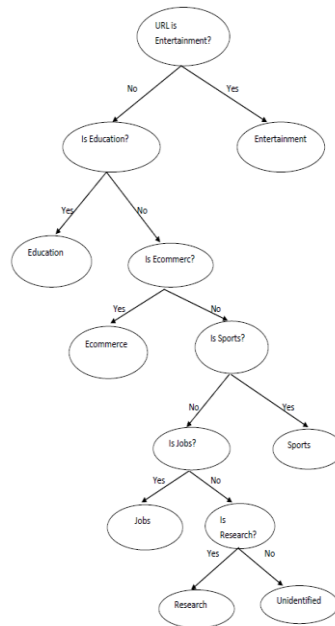 URL is
Entertainment?
No
Yes
Is Education?
Entertainment
Yes
No
Education
Is Ecommerc?
Yes
No
Ecommerce
Is Sports?
No
Yes
Is Jobs?
Sports
Yes
No
Jobs
Is
Research?
Yes
No
Research
Unidentified